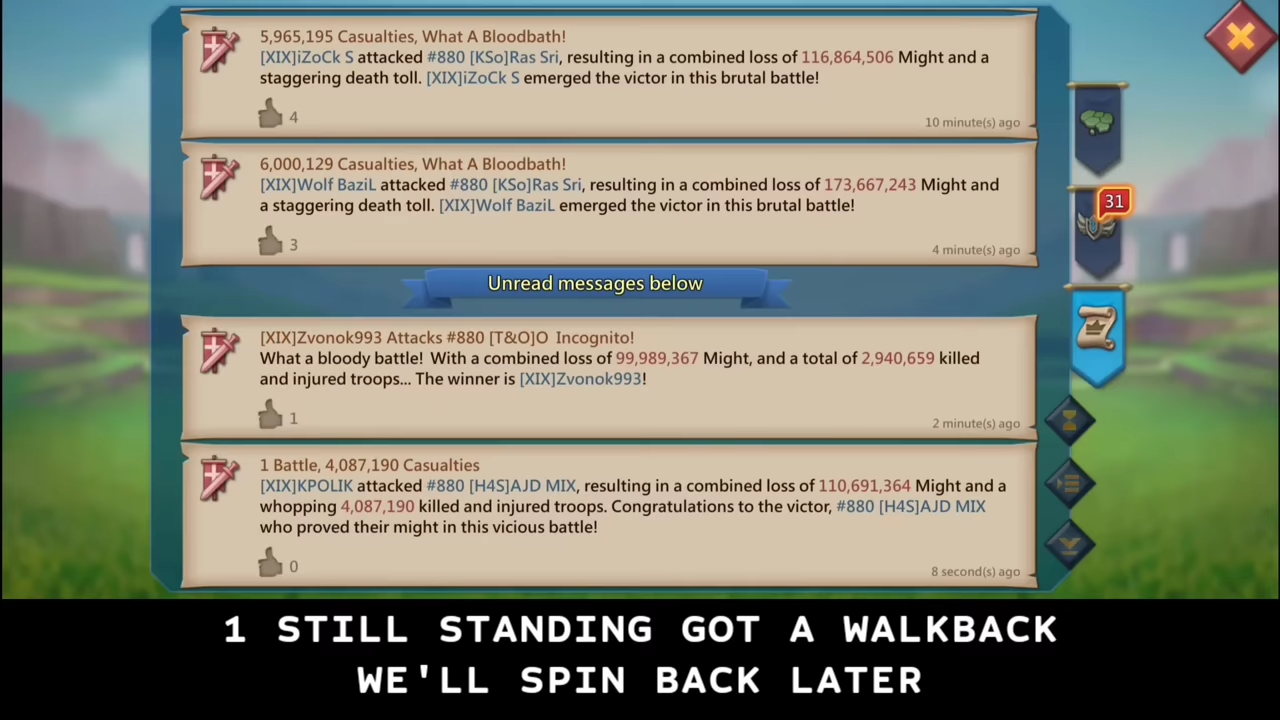 5,965,195 Casualties, What A Bloodbath!
[XIX]iZoCk S attacked #880 [KSo]Ras Sri, resulting in a combined loss of 116,864,506 Might and a
staggering death toll. [XIX]iZoCk S emerged the victor in this brutal battle!
4
10 minute(s) ago
6,000,129 Casualties, What A Bloodbath!
[XIX]Wolf BaziL attacked #880 [KSo]Ras Sri, resulting in a combined loss of 173,667,243 Might and
a staggering death toll. [XIX]Wolf BaziL emerged the victor in this brutal battle!
3
4 minute(s) ago
31
Unread messages below
[XIX]Zvonok993 Attacks #880 [T&O]O Incognito!
What a bloody battle! With a combined loss of 99,989,367 Might, and a total of 2,940,659 killed
and injured troops... The winner is [XIX]Zvonok993!
1
2 minute(s) ago
1 Battle, 4,087,190 Casualties
[XIX]KPOLIK attacked #880 [H4S]AJD MIX, resulting in a combined loss of 110,691,364 Might and a
whopping 4,087,190 killed and injured troops. Congratulations to the victor, #880 [H4S]AJD MIX
who proved their might in this vicious battle!
0
8 second(s) ago
1 STILL STANDING GOT A WALKBACK
WE'LL SPIN BACK LATER